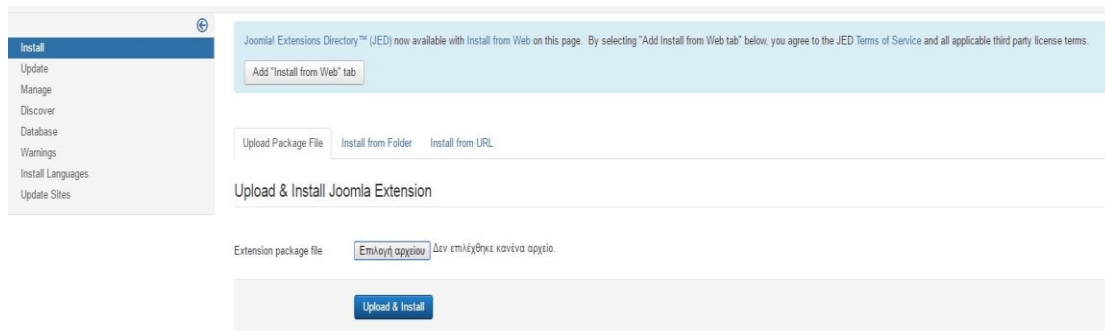 Install
Update
Manage
Discover
Database
Warnings
Install Languages
Update Sites
Joomla! Extensions Directory™ (JED) now available with Install from Web on this page. By selecting "Add Install from Web tab" below, you agree to the JED Terms of Service and all applicable third party license terms.
Add "Install from Web" tab
Upload Package File Install from Folder Install from URL
Upload & Install Joomla Extension
Extension package file Επιλογή αρχείου Δεν επιλέχθηκε κανένα αρχείο.
Upload & Install